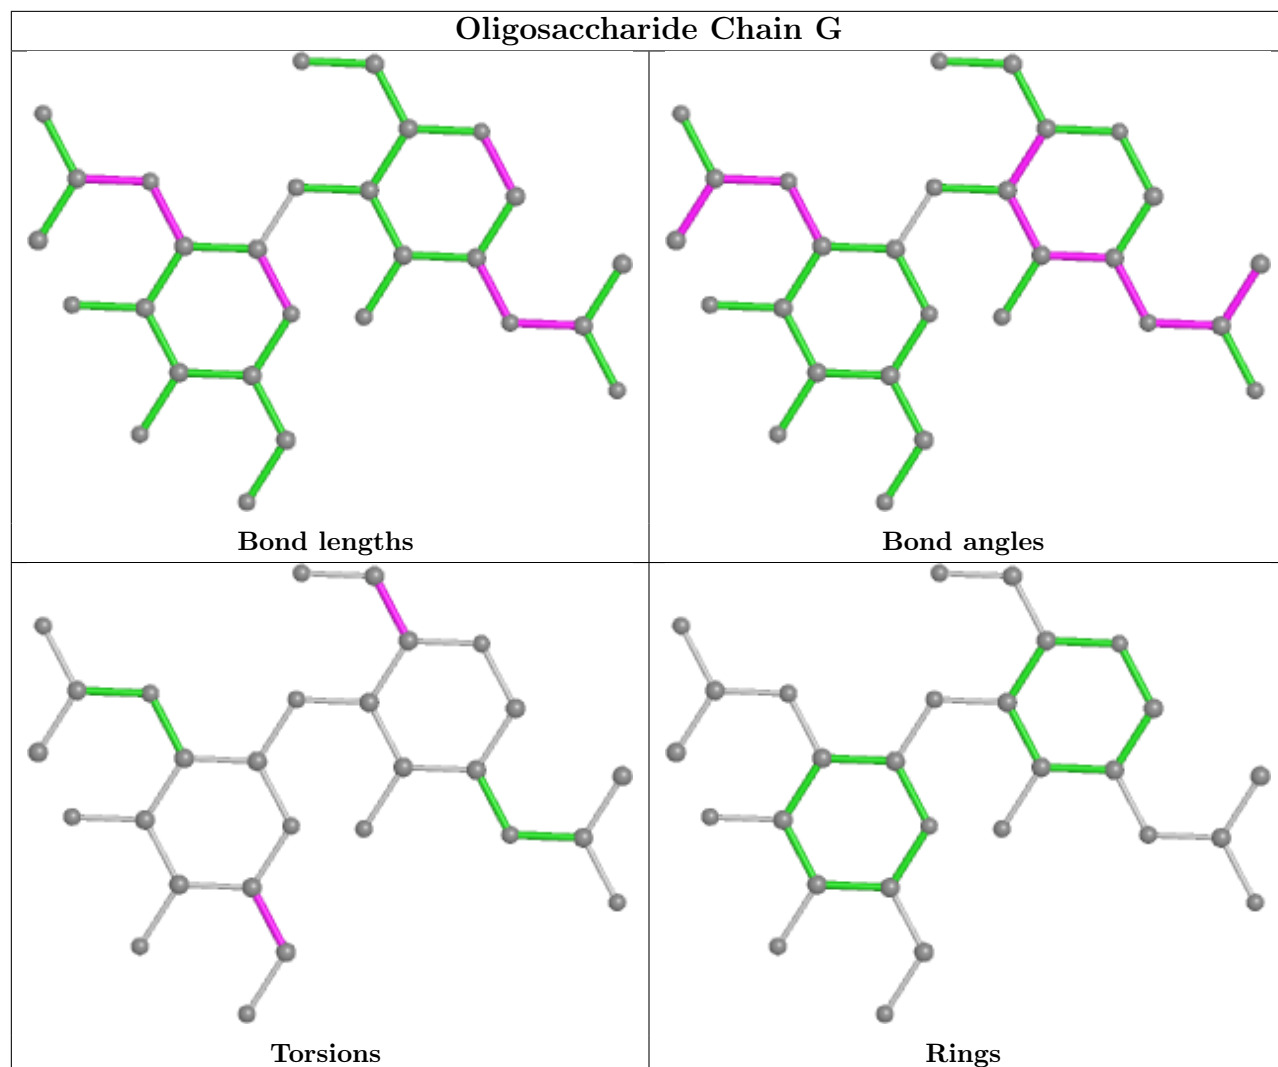 Oligosaccharide Chain G
Bond lengths
Bond angles
Torsions
Rings